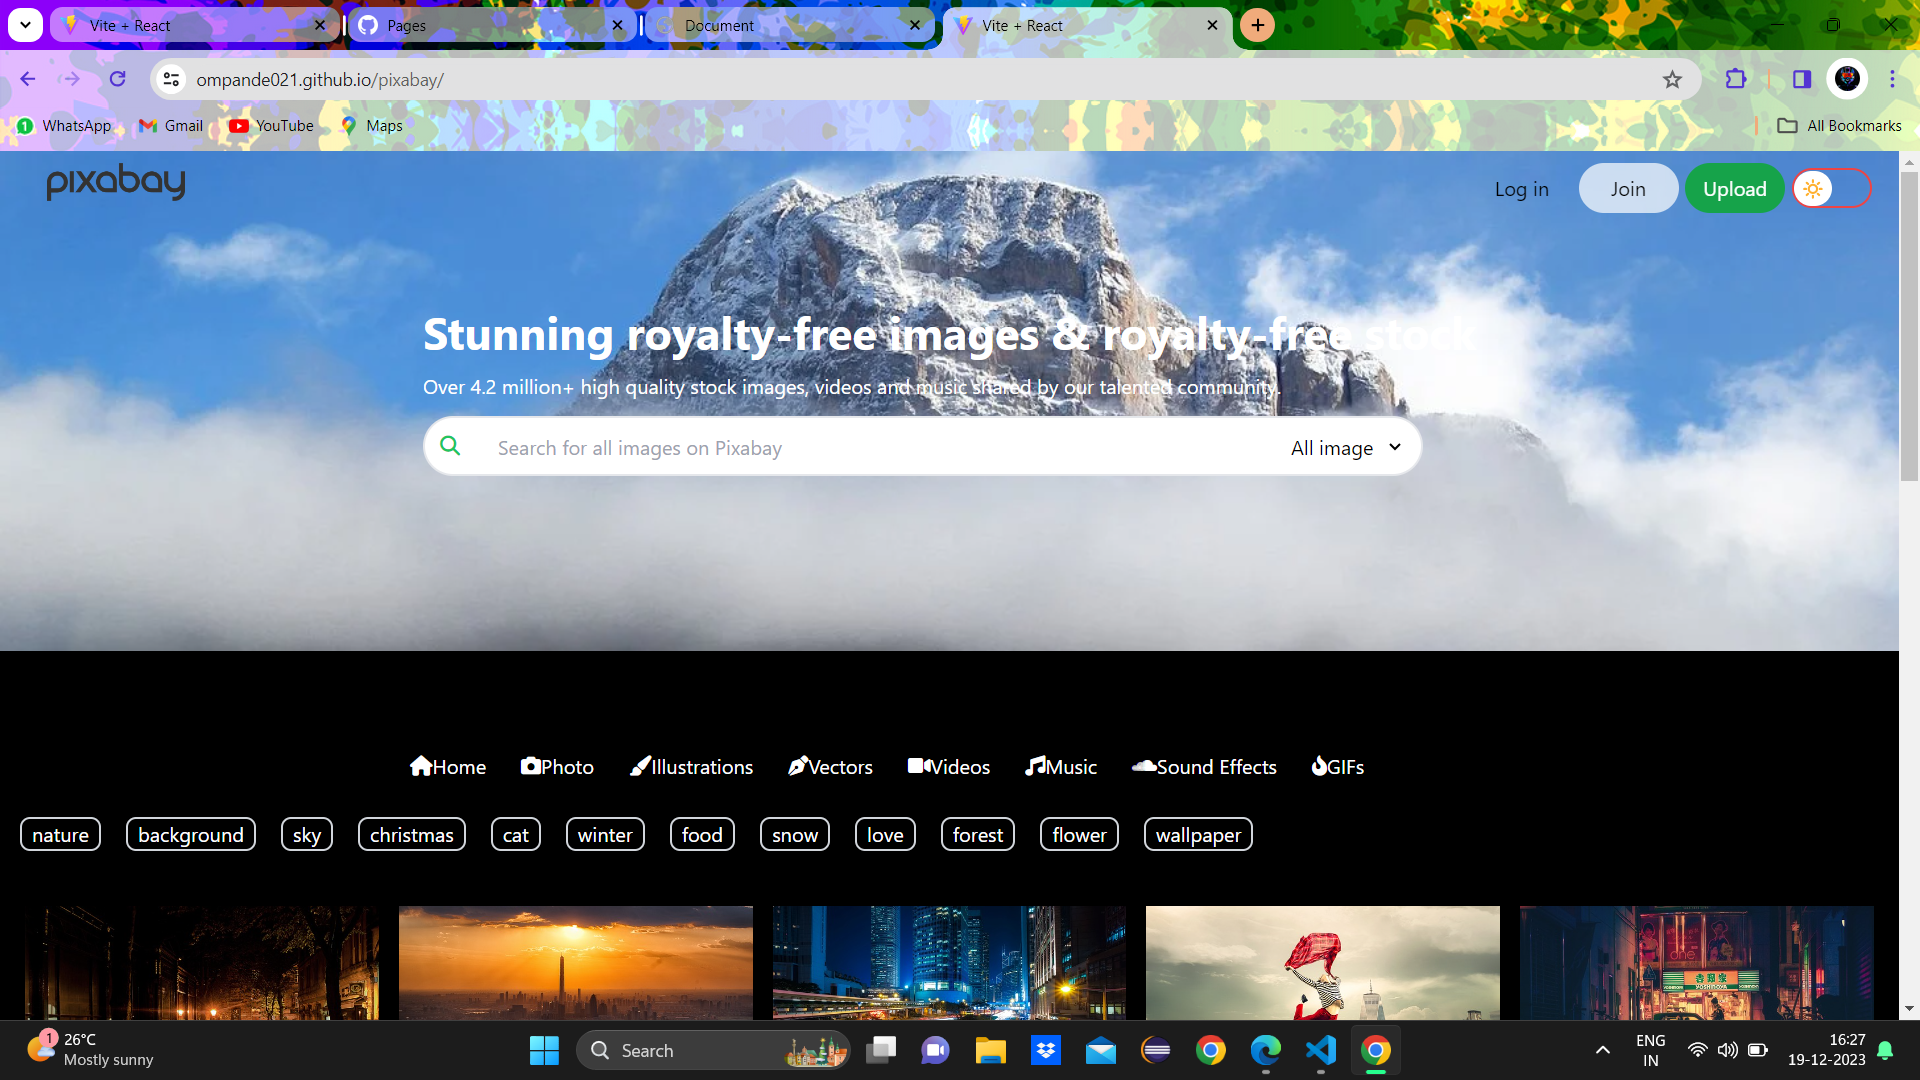 Vite + React
Pages
Document
Vite + React
ompande021.github.io/pixabay/
1
WhatsApp
Gmail
YouTube
Maps
All Bookmarks
pixabay
Log in
Join
Upload
Stunning royalty-free images & royalty-free stock
Over 4.2 million+ high quality stock images, videos and music shared by our talented community.
Search for all images on Pixabay
All image
Home
Photo
Illustrations
Vectors
Videos
Music
Sound Effects
GIFs
nature
background
sky
christmas
cat
winter
food
snow
love
forest
flower
wallpaper
1
26°C
Mostly sunny
Search
ENG
IN
16:27
19-12-2023